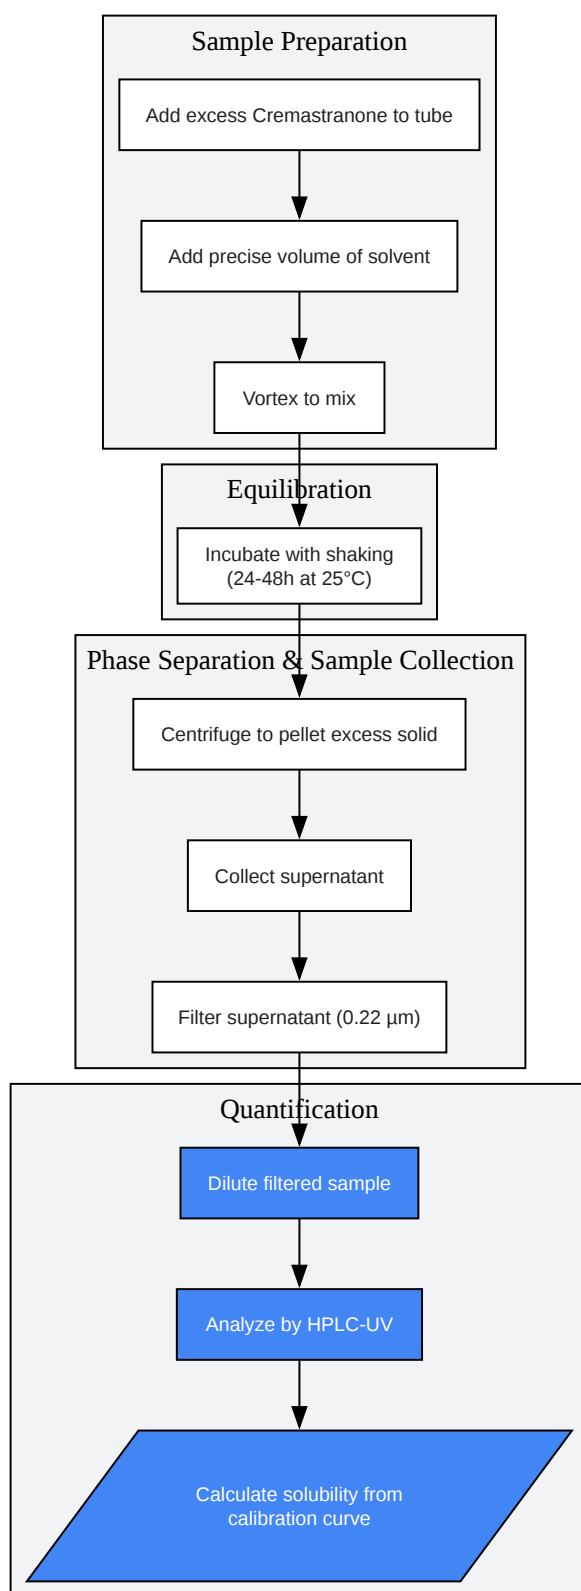 Sample Preparation
Add excess Cremastranone to tube
Add precise volume of solvent
Vortex to mix
Equilibration
Incubate with shaking
(24-48h at 25°C)
Phase Separation & Sample Collection
Centrifuge to pellet excess solid
Collect supernatant
Filter supernatant (0.22 µm)
Quantification
Dilute filtered sample
Analyze by HPLC-UV
Calculate solubility from
calibration curve